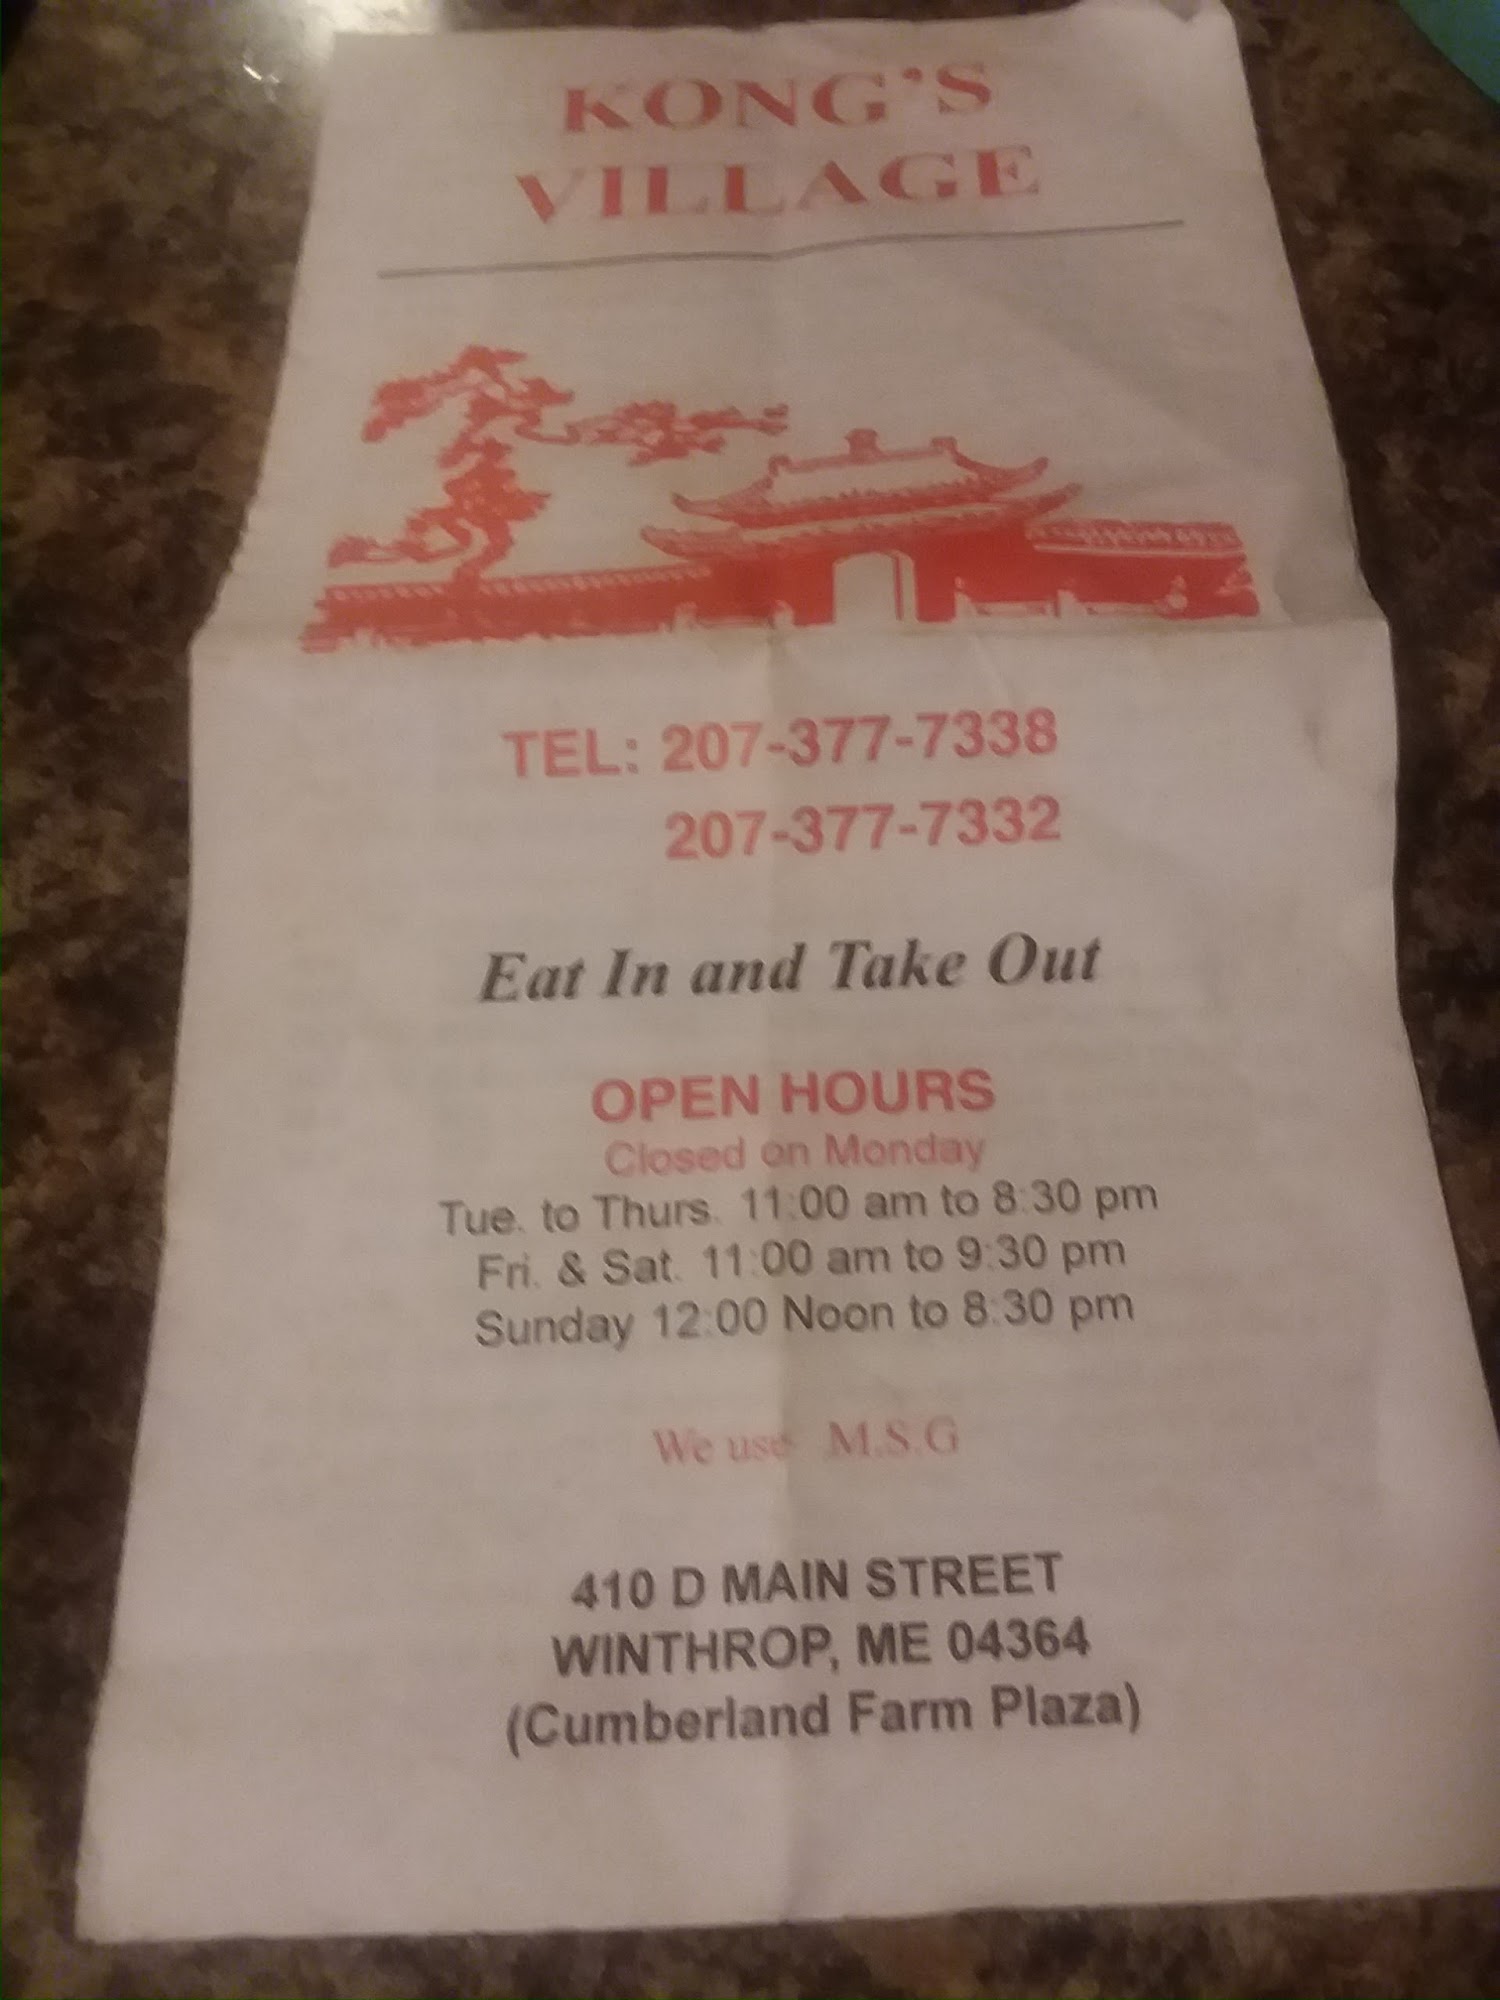 KONG'S
VILLAGE
TEL: 207-377-7338
207-377-7332
Eat In and Take Out
OPEN HOURS
Closed on Monday
Tue. to Thurs. 11:00 am to 8:30 pm
Fri. & Sat. 11:00 am to 9:30 pm
Sunday 12:00 Noon to 8:30 pm
We use M.S.G
410 D MAIN STREET
WINTHROP, ME 04364
(Cumberland Farm Plaza)